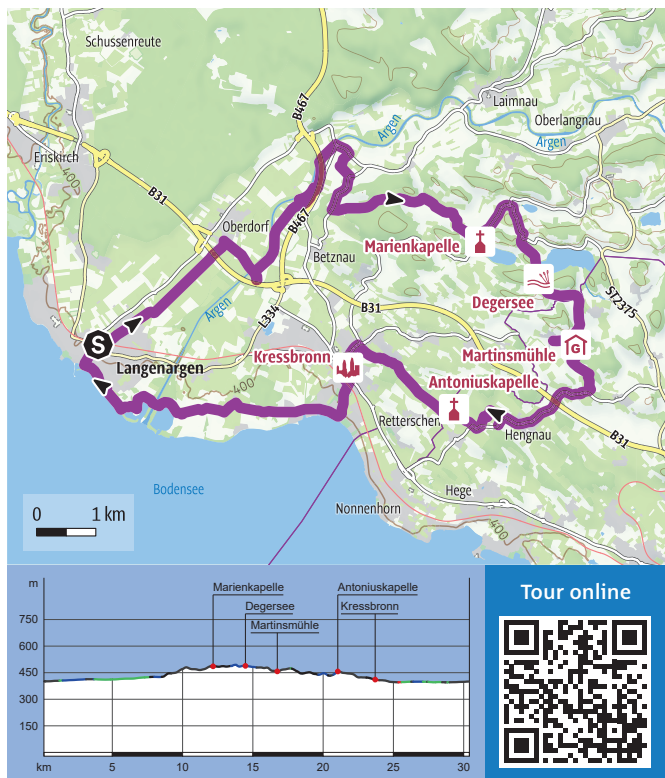 Schussenreute
B467
Laimnau
Oberlangnau
Argen
Argen
Eriskirch
400
B31
Oberdorf
B467
Marienkapelle
Betznau
Degersee
ST2375
Argen
L334
B31
S
Langenargen
Kressbronn
Martinsmühle
Antoniuskapelle
400
Retterschen
Hengnau
B31
Bodensee
Hege
Nonnenhorn
400
0 1 km
m
750
600
450
300
150
Marienkapelle
Degersee
Martinsmühle
Antoniuskapelle
Kressbronn
km 5 10 15 20 25 30
Tour online